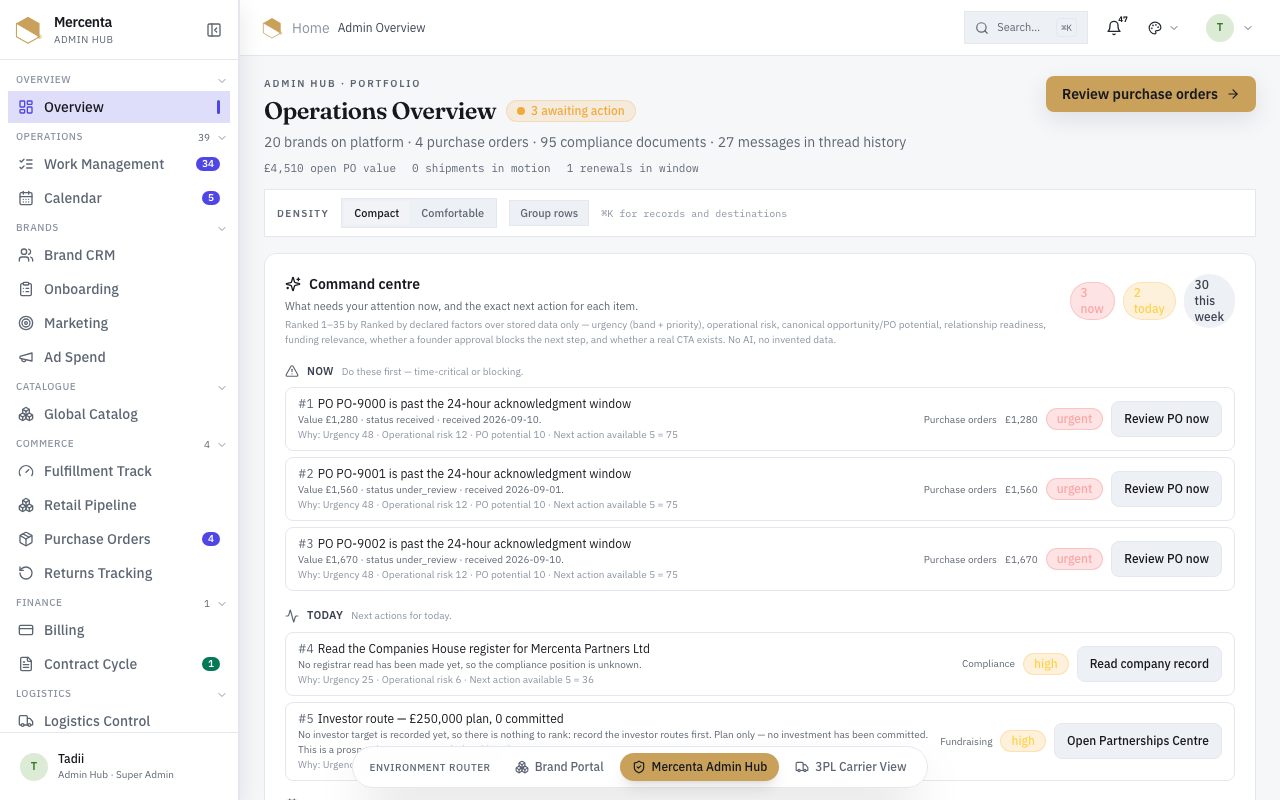 Mercenta
ADMIN HUB
OVERVIEW
Overview
OPERATIONS 39
Work Management 34
Calendar 5
BRANDS
Brand CRM
Onboarding
Marketing
Ad Spend
CATALOGUE
Global Catalog
COMMERCE 4
Fulfillment Track
Retail Pipeline
Purchase Orders 4
Returns Tracking
FINANCE 1
Billing
Contract Cycle 1
LOGISTICS
Logistics Control
T
Tadii
Admin Hub · Super Admin
Home Admin Overview
Search... ⌘K
47
T
ADMIN HUB · PORTFOLIO
Operations Overview
3 awaiting action
Review purchase orders
20 brands on platform · 4 purchase orders · 95 compliance documents · 27 messages in thread history
£4,510 open PO value 0 shipments in motion 1 renewals in window
DENSITY Compact Comfortable Group rows ⌘K for records and destinations
Command centre
What needs your attention now, and the exact next action for each item.
Ranked 1–35 by Ranked by declared factors over stored data only — urgency (band + priority), operational risk, canonical opportunity/PO potential, relationship readiness,
funding relevance, whether a founder approval blocks the next step, and whether a real CTA exists. No AI, no invented data.
3 now
2 today
30 this week
NOW Do these first — time-critical or blocking.
#1 PO PO-9000 is past the 24-hour acknowledgment window
Value £1,280 · status received · received 2026-09-10.
Why: Urgency 48 · Operational risk 12 · PO potential 10 · Next action available 5 = 75
Purchase orders £1,280 urgent Review PO now
#2 PO PO-9001 is past the 24-hour acknowledgment window
Value £1,560 · status under_review · received 2026-09-01.
Why: Urgency 48 · Operational risk 12 · PO potential 10 · Next action available 5 = 75
Purchase orders £1,560 urgent Review PO now
#3 PO PO-9002 is past the 24-hour acknowledgment window
Value £1,670 · status under_review · received 2026-09-10.
Why: Urgency 48 · Operational risk 12 · PO potential 10 · Next action available 5 = 75
Purchase orders £1,670 urgent Review PO now
TODAY Next actions for today.
#4 Read the Companies House register for Mercenta Partners Ltd
No registrar read has been made yet, so the compliance position is unknown.
Why: Urgency 25 · Operational risk 6 · Next action available 5 = 36
Compliance high Read company record
#5 Investor route — £250,000 plan, 0 committed
No investor target is recorded yet, so there is nothing to rank: record the investor routes first. Plan only — no investment has been committed.
This is a
Why:
Fundraising high Open Partnerships Centre
ENVIRONMENT ROUTER Brand Portal Mercenta Admin Hub 3PL Carrier View